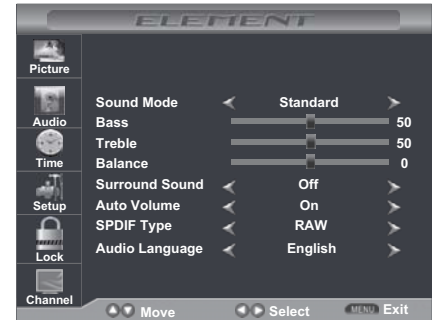 ELEMENT
Picture
Audio
Time
Setup
Lock
Channel
Sound Mode Standard
Bass 50
Treble 50
Balance 0
Surround Sound Off
Auto Volume On
SPDIF Type RAW
Audio Language English
Move Select MENU Exit